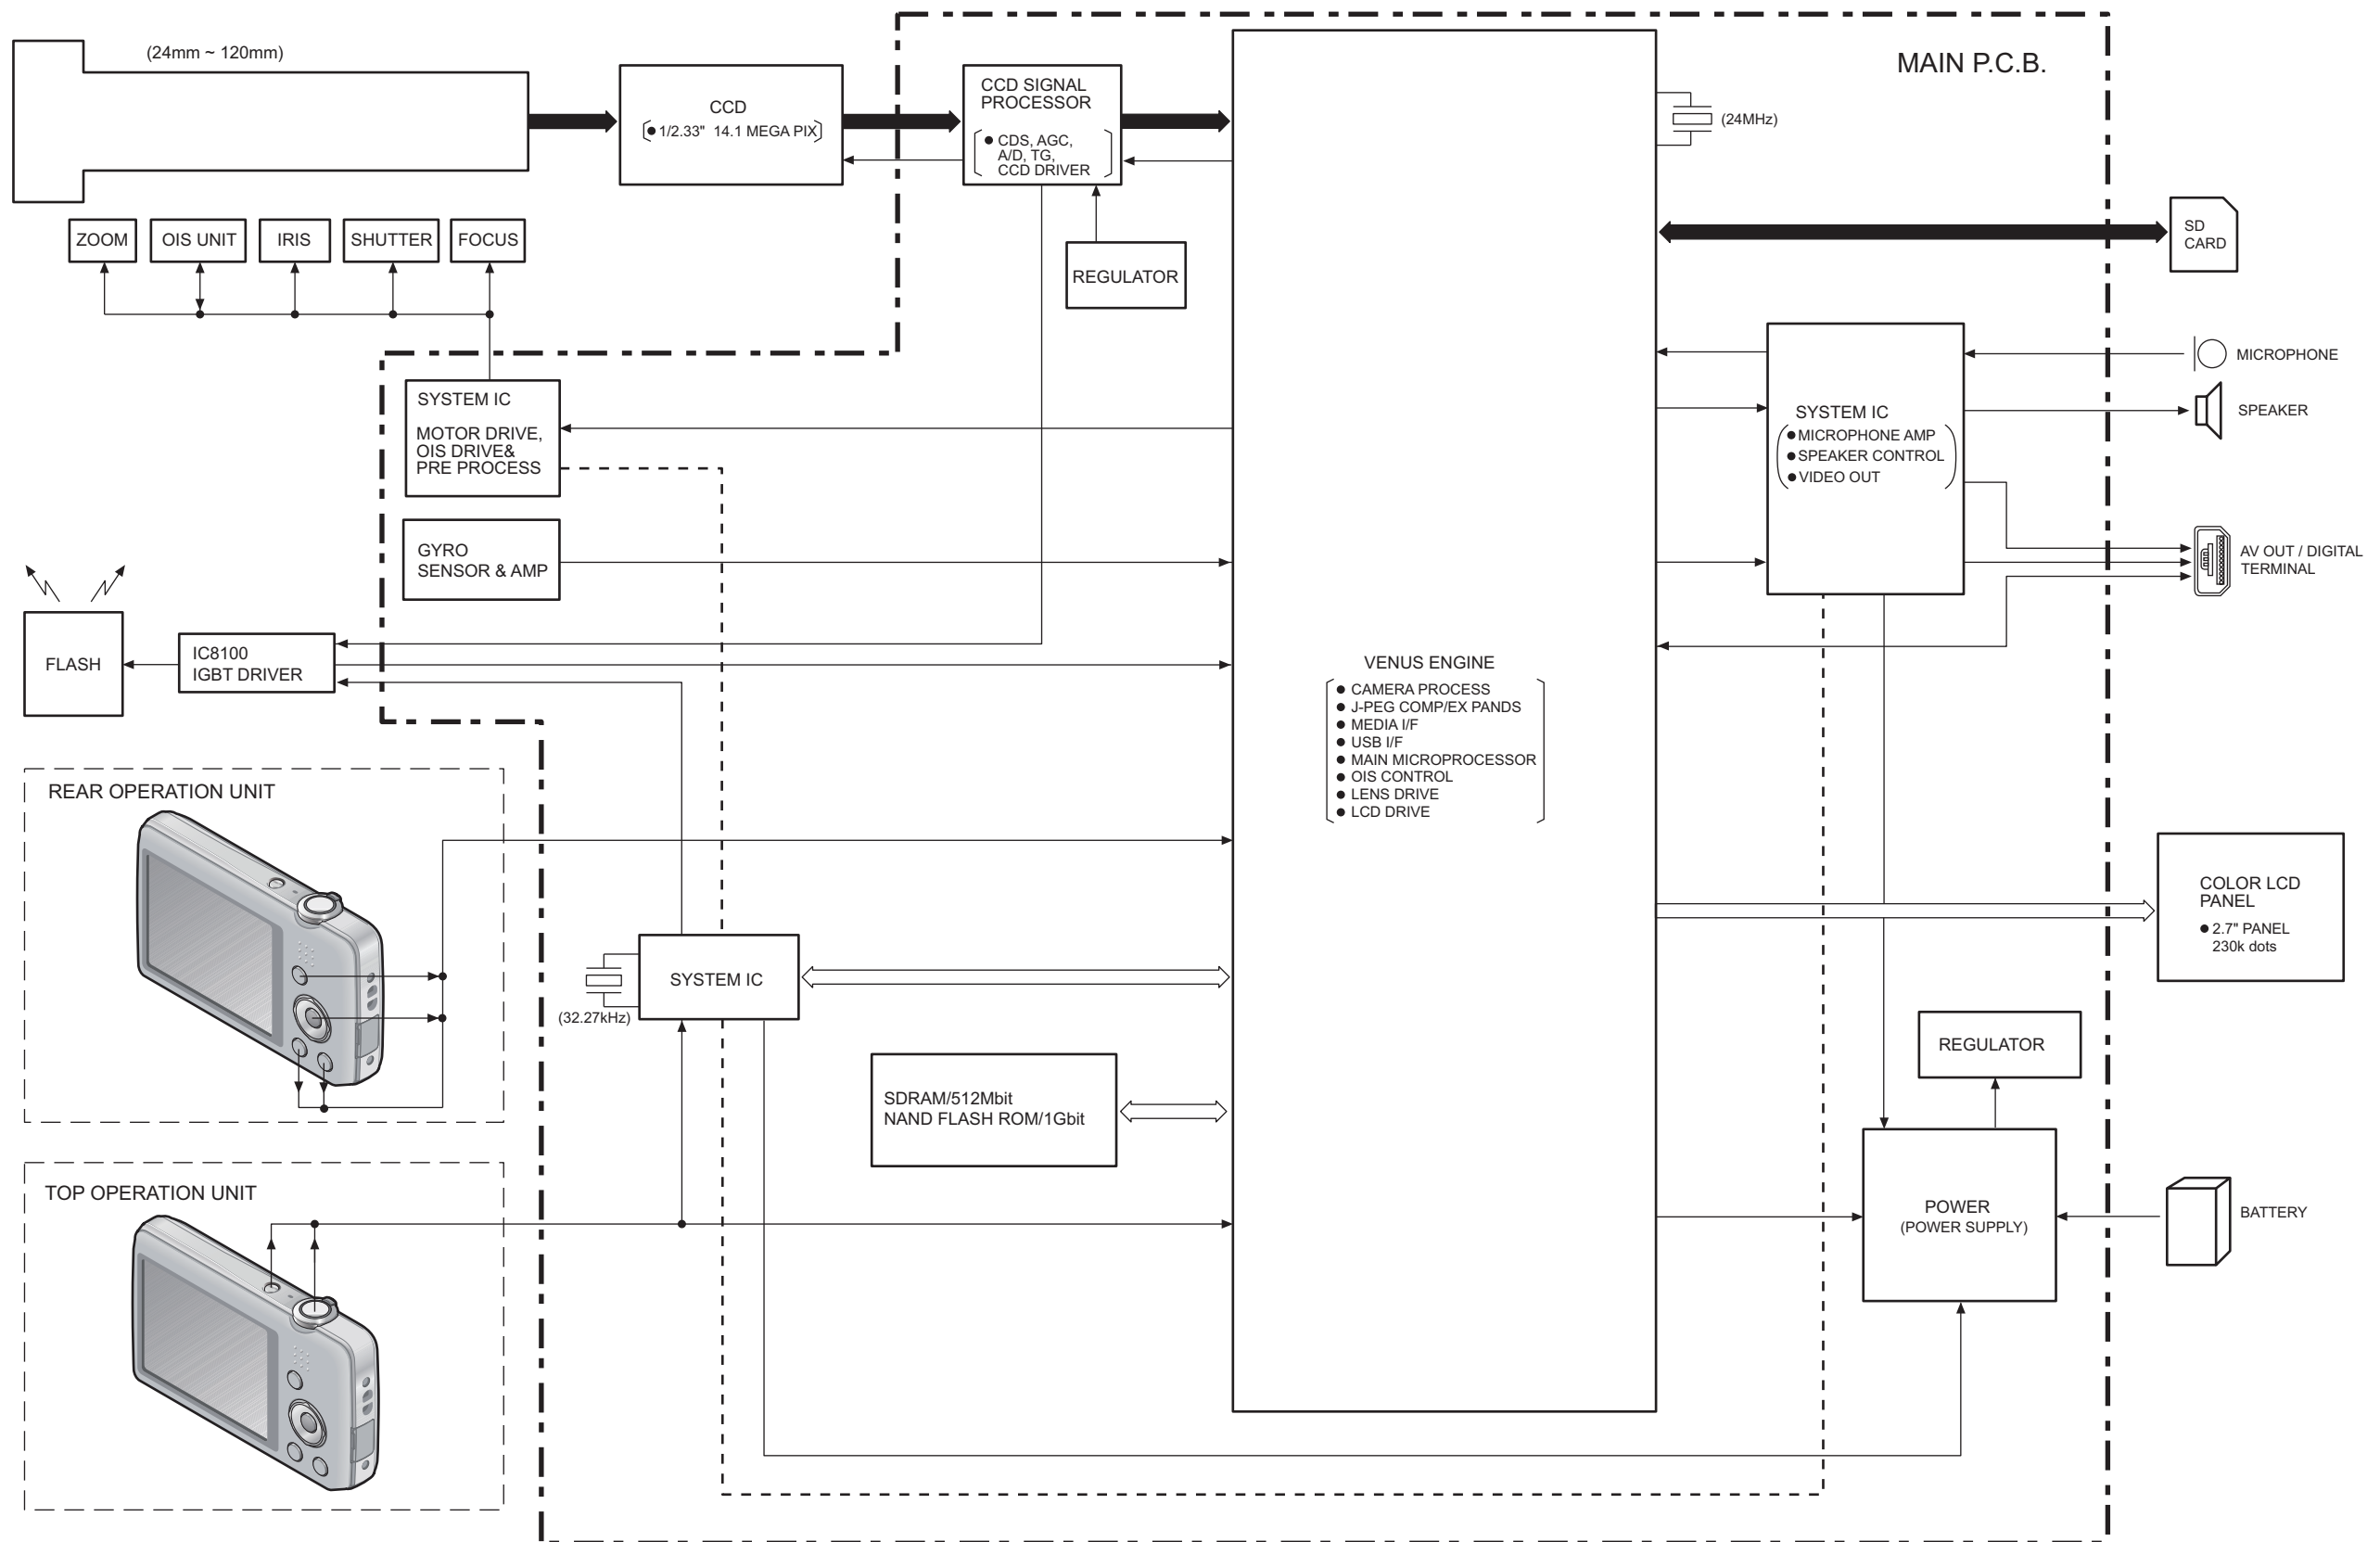 (24mm ~ 120mm)
MAIN P.C.B.
CCD
1/2.33" 14.1 MEGA PIX
CCD SIGNAL
PROCESSOR
CDS, AGC,
A/D, TG,
CCD DRIVER
(24MHz)
ZOOM
OIS UNIT
IRIS
SHUTTER
FOCUS
REGULATOR
SD
CARD
MICROPHONE
SPEAKER
SYSTEM IC
MOTOR DRIVE,
OIS DRIVE&
PRE PROCESS
SYSTEM IC
MICROPHONE AMP
SPEAKER CONTROL
VIDEO OUT
GYRO
SENSOR & AMP
AV OUT / DIGITAL
TERMINAL
FLASH
IC8100
IGBT DRIVER
VENUS ENGINE
CAMERA PROCESS
J-PEG COMP/EX PANDS
MEDIA I/F
USB I/F
MAIN MICROPROCESSOR
OIS CONTROL
LENS DRIVE
LCD DRIVE
REAR OPERATION UNIT
COLOR LCD
PANEL
2.7" PANEL
230k dots
SYSTEM IC
(32.27kHz)
REGULATOR
SDRAM/512Mbit
NAND FLASH ROM/1Gbit
TOP OPERATION UNIT
POWER
(POWER SUPPLY)
BATTERY